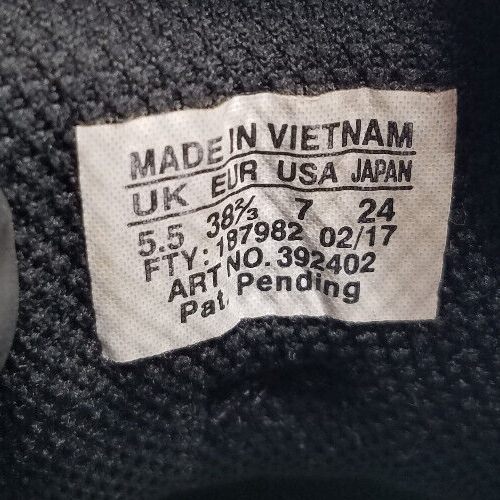 MADE IN VIETNAM
UK EUR USA JAPAN
5.5 38⅔ 7 24
FTY: 187982 02/17
ART NO. 392402
Pat. Pending